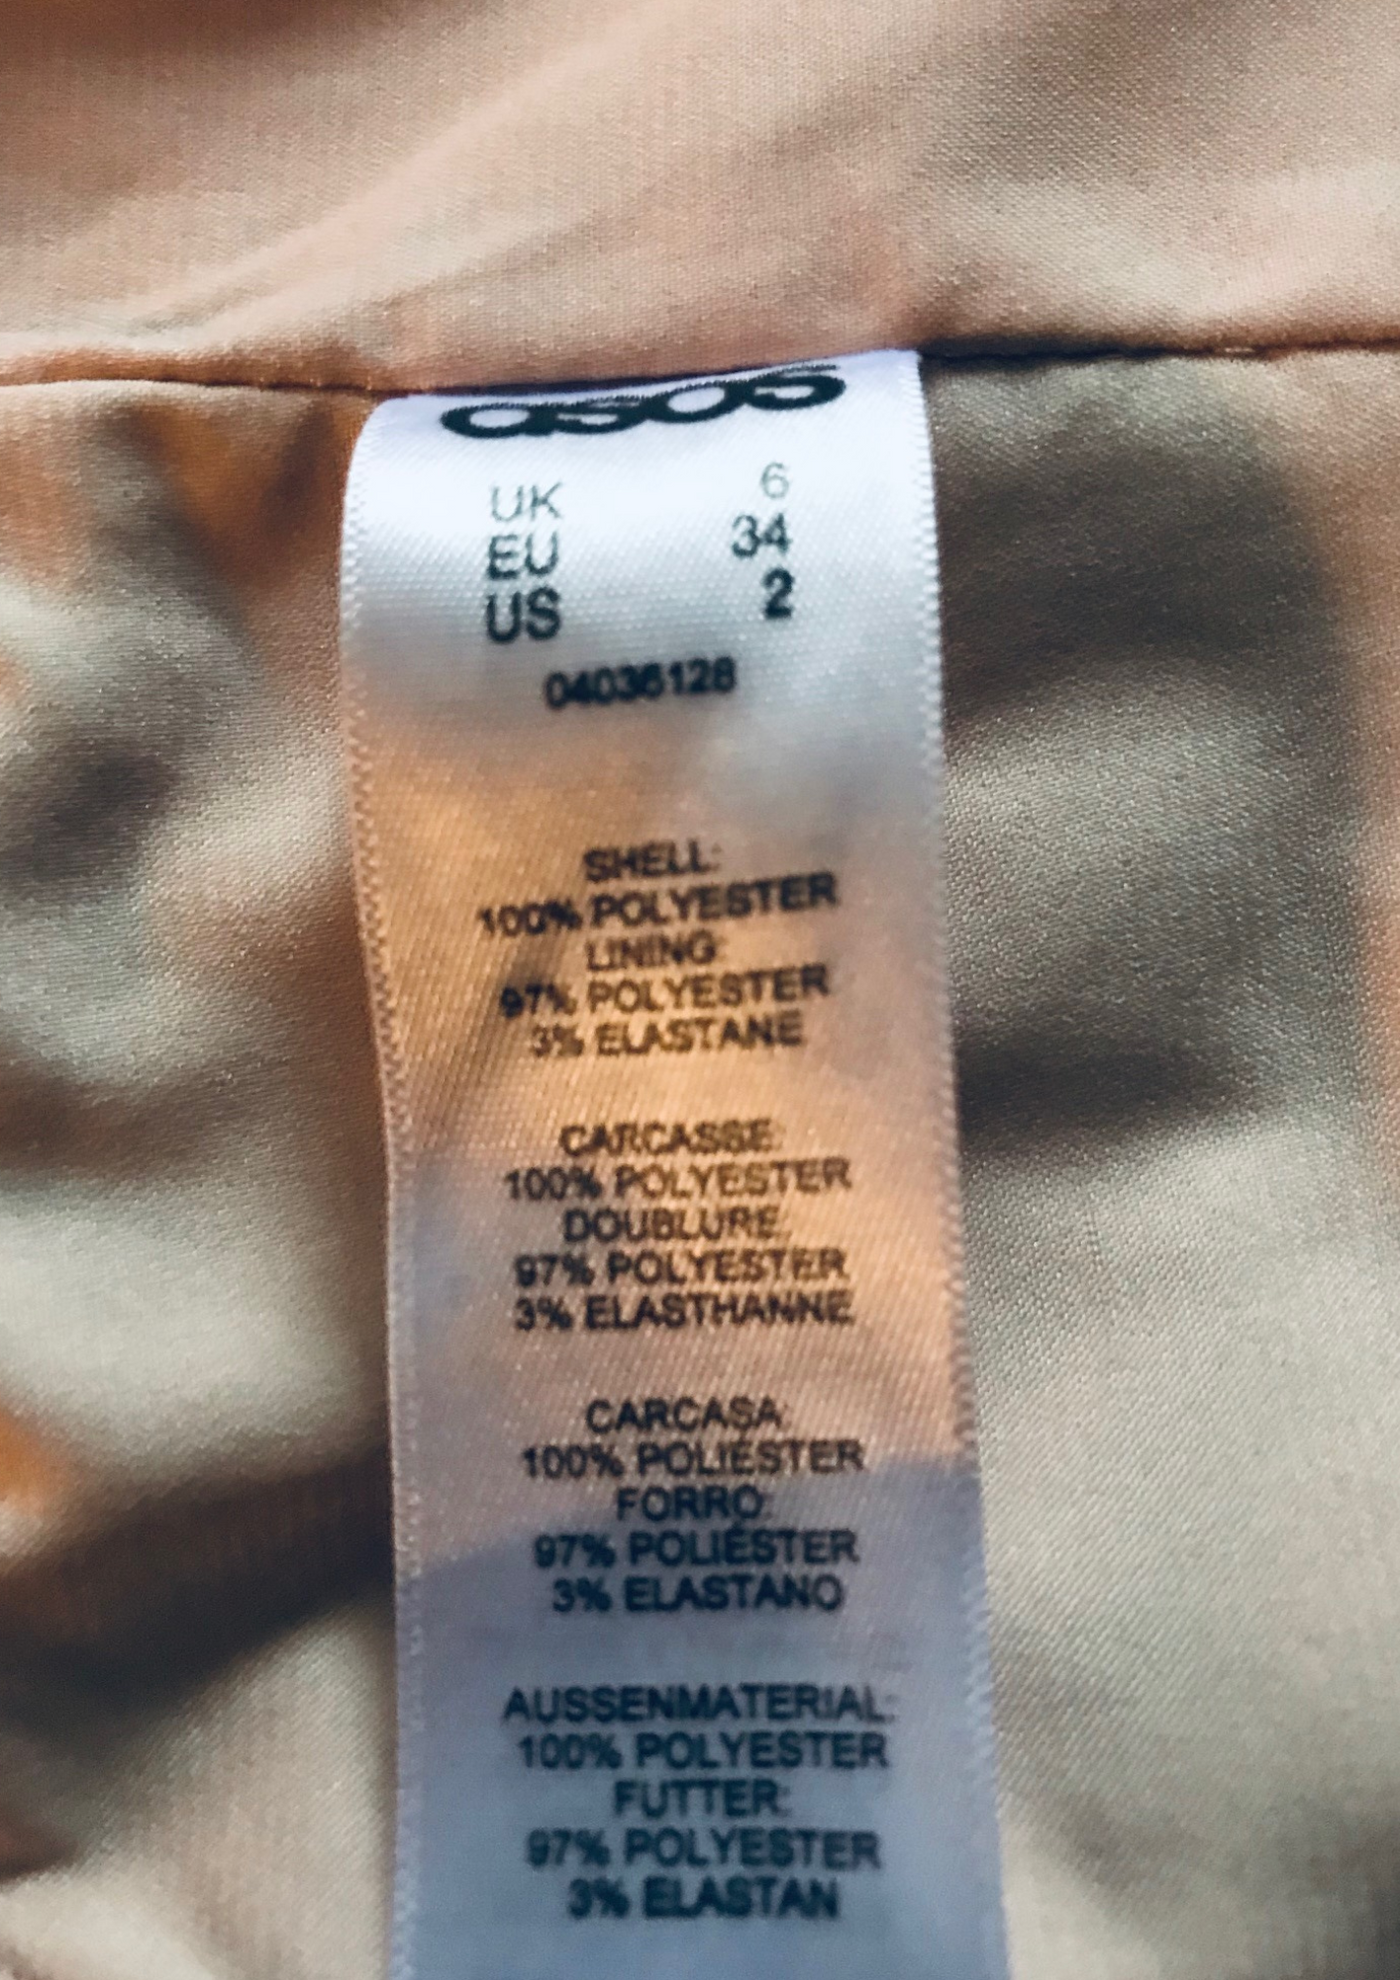 asos
UK 6
EU 34
US 2
04036128
SHELL:
100% POLYESTER
LINING:
97% POLYESTER
3% ELASTANE
CARCASSE:
100% POLYESTER
DOUBLURE:
97% POLYESTER
3% ELASTHANNE
CARCASA:
100% POLIÉSTER
FORRO:
97% POLIÉSTER
3% ELASTANO
AUSSENMATERIAL:
100% POLYESTER
FUTTER:
97% POLYESTER
3% ELASTAN